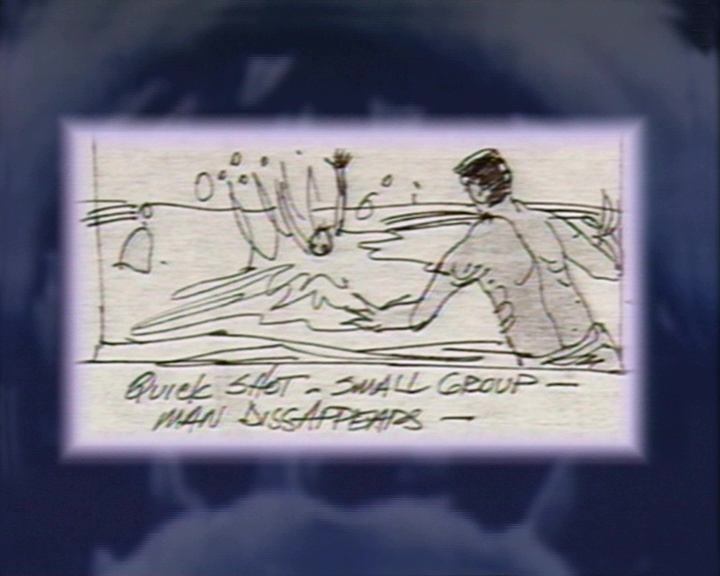 QUICK SHOT - SMALL GROUP -
MAN DISSAPPEARS -